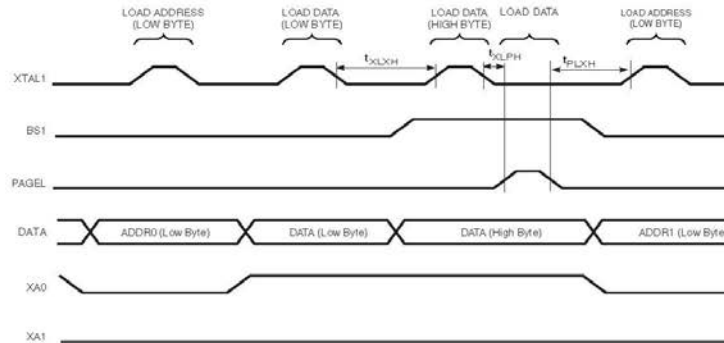 LOAD ADDRESS
(LOW BYTE)
LOAD DATA
(LOW BYTE)
LOAD DATA
(HIGH BYTE)
LOAD DATA
LOAD ADDRESS
(LOW BYTE)
tXLXH
tXLPH
tPLXH
XTAL1
BS1
PAGEL
DATA
ADDR0 (Low Byte)
DATA (Low Byte)
DATA (High Byte)
ADDR1 (Low Byte
XA0
XA1